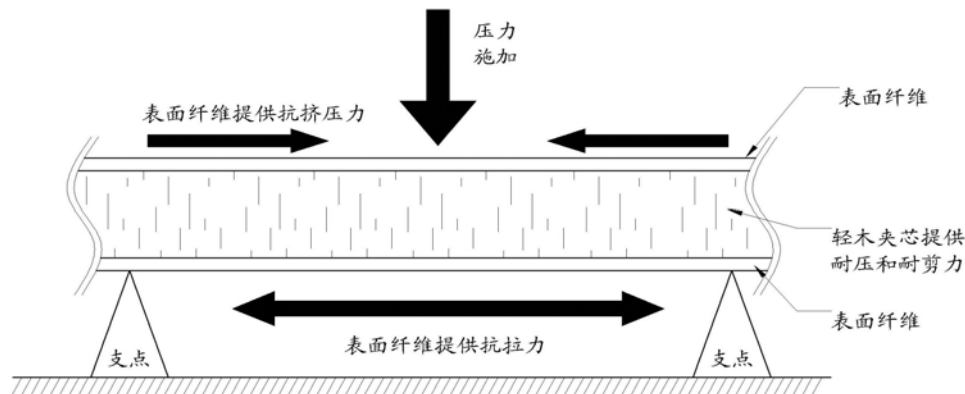 压力
施加
表面纤维提供抗挤压力
表面纤维
轻木夹芯提供
耐压和耐剪力
表面纤维
表面纤维提供抗拉力
支点
支点